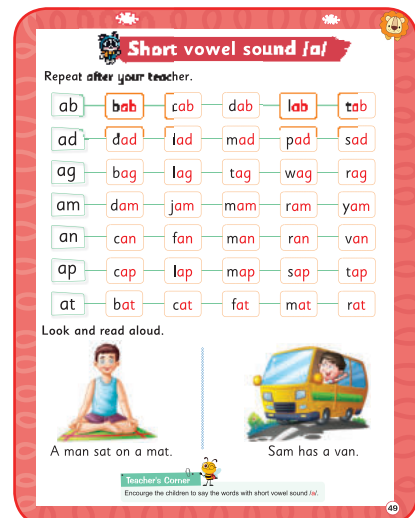 Short vowel sound /a/
Repeat after your teacher.
ab bab cab dab lab tab
ad dad lad mad pad sad
ag bag lag tag wag rag
am dam jam mam ram yam
an can fan man ran van
ap cap lap map sap tap
at bat cat fat mat rat
Look and read aloud.
A man sat on a mat. Sam has a van.
Teacher's Corner
Encourge the children to say the words with short vowel sound /a/.
49